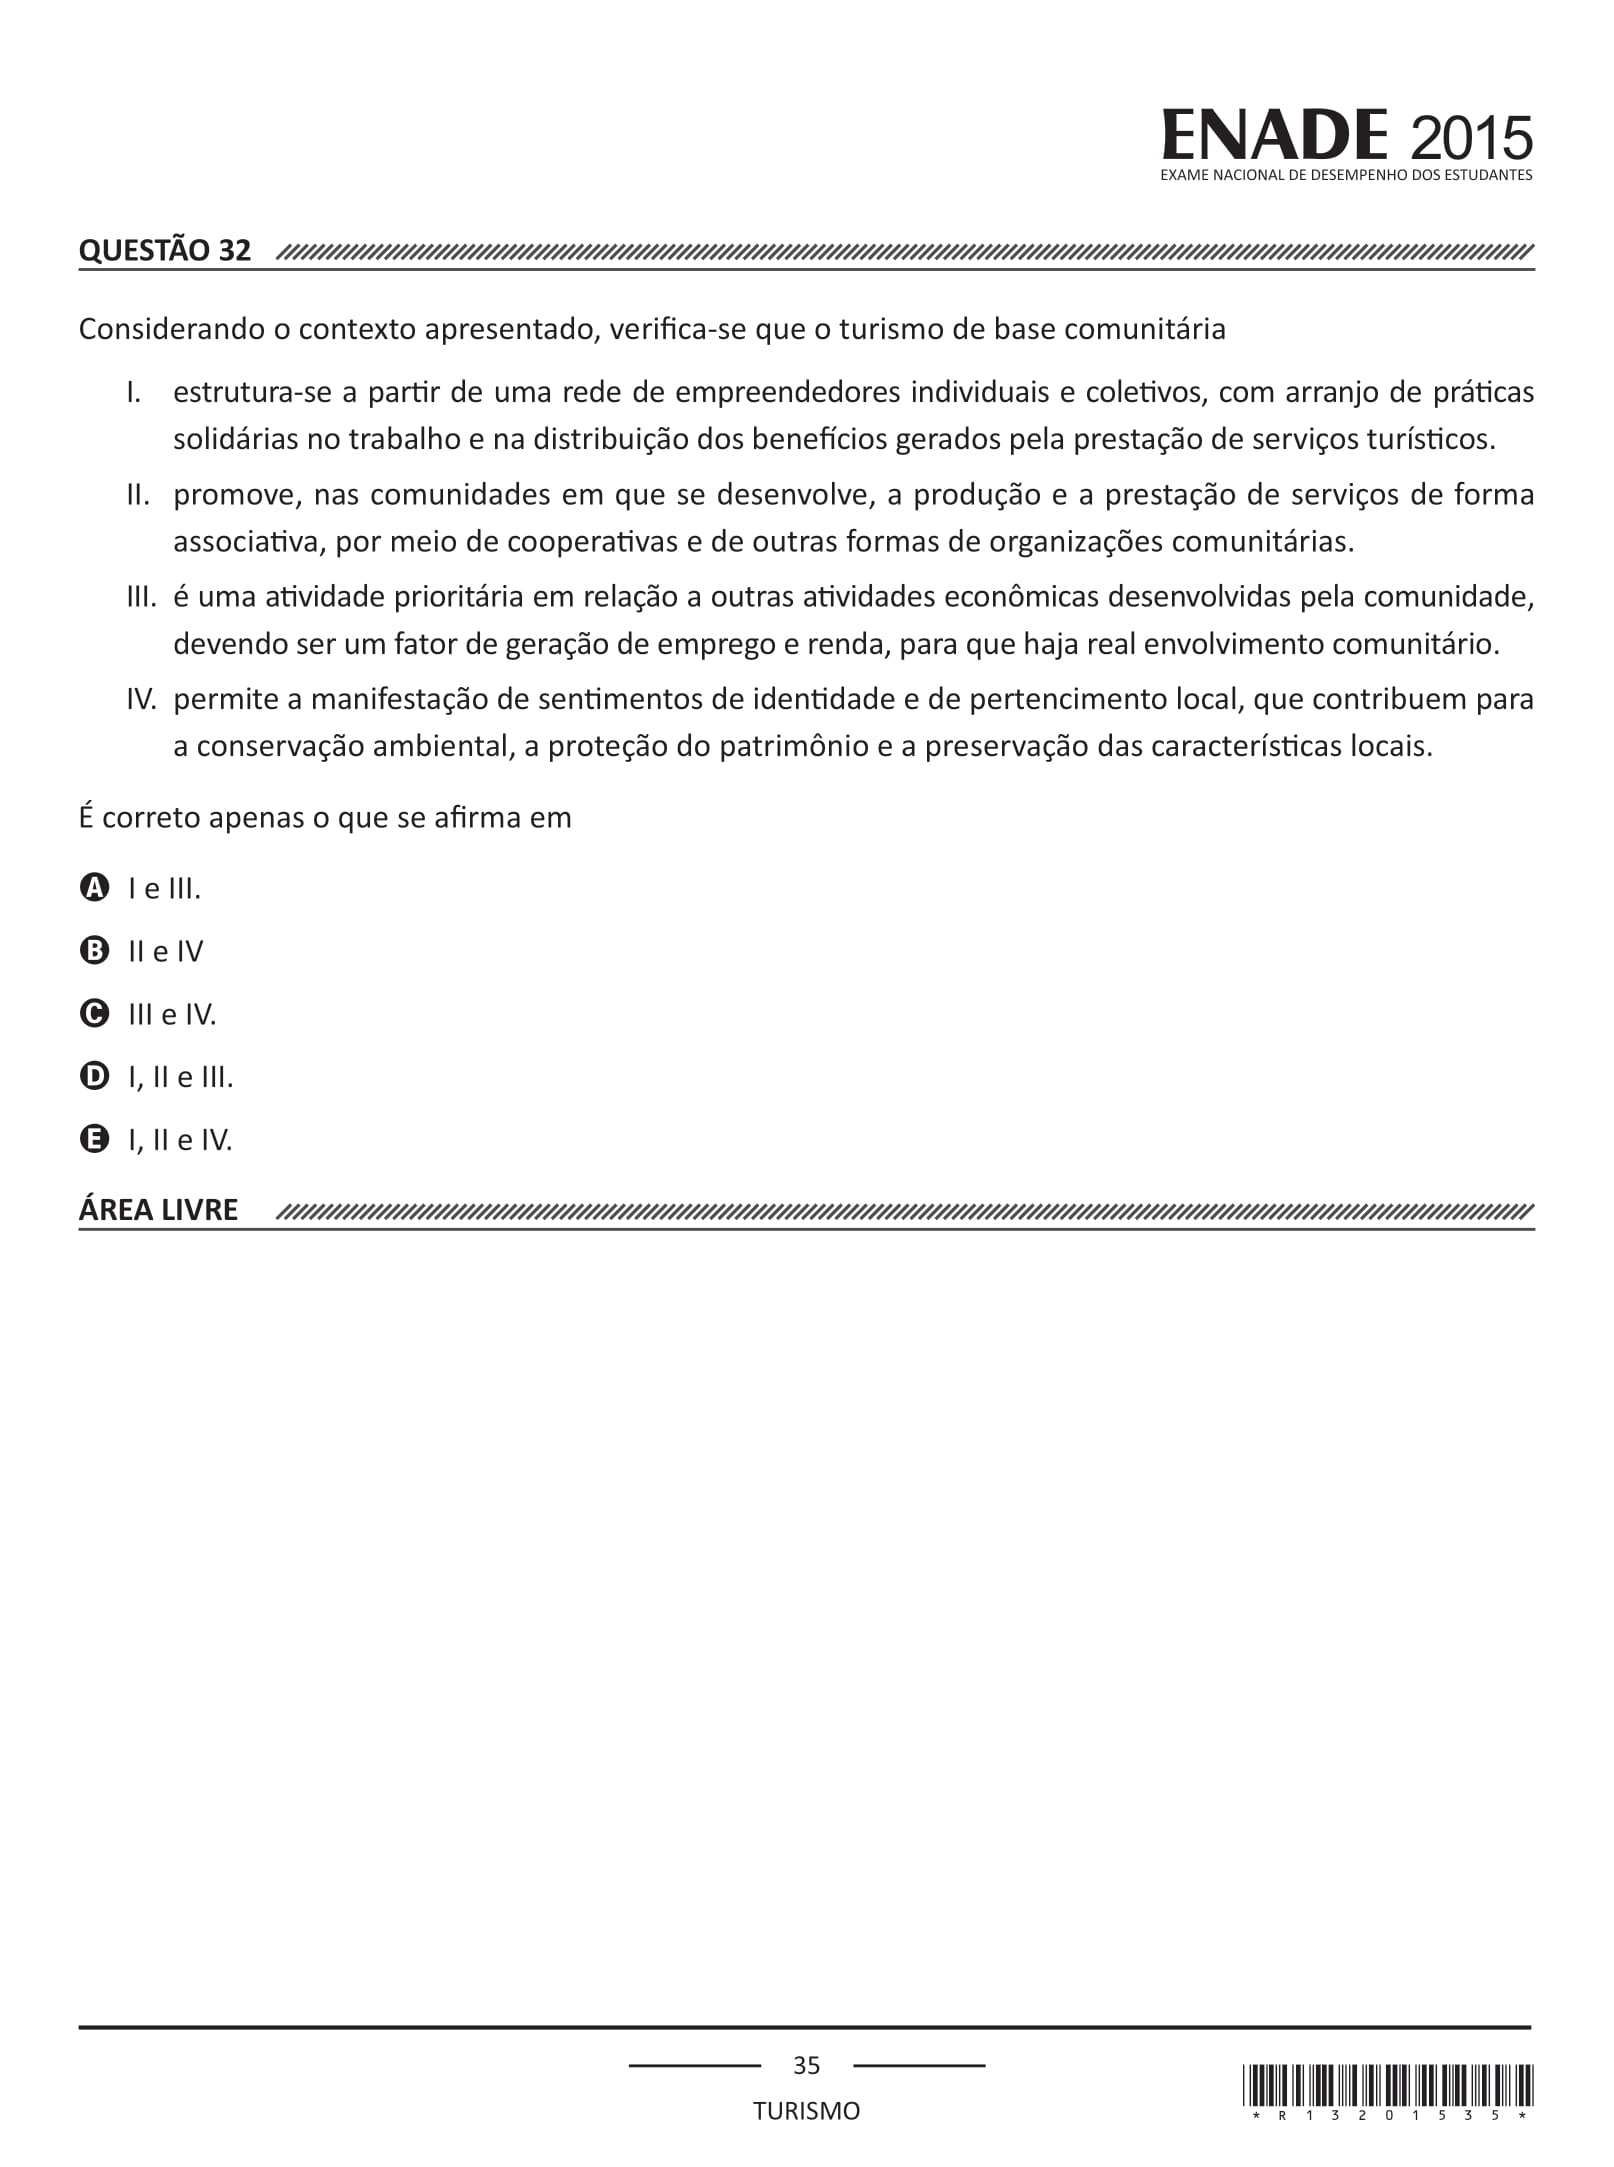 ENADE 2015
EXAME NACIONAL DE DESEMPENHO DOS ESTUDANTES
QUESTÃO 32
Considerando o contexto apresentado, verifica-se que o turismo de base comunitária
I. estrutura-se a partir de uma rede de empreendedores individuais e coletivos, com arranjo de práticas
solidárias no trabalho e na distribuição dos benefícios gerados pela prestação de serviços turísticos.
II. promove, nas comunidades em que se desenvolve, a produção e a prestação de serviços de forma
associativa, por meio de cooperativas e de outras formas de organizações comunitárias.
III. é uma atividade prioritária em relação a outras atividades econômicas desenvolvidas pela comunidade,
devendo ser um fator de geração de emprego e renda, para que haja real envolvimento comunitário.
IV. permite a manifestação de sentimentos de identidade e de pertencimento local, que contribuem para
a conservação ambiental, a proteção do patrimônio e a preservação das características locais.
É correto apenas o que se afirma em
A I e III.
B II e IV
C III e IV.
D I, II e III.
E I, II e IV.
ÁREA LIVRE
35
TURISMO
* R 1 3 2 0 1 5 3 5 *